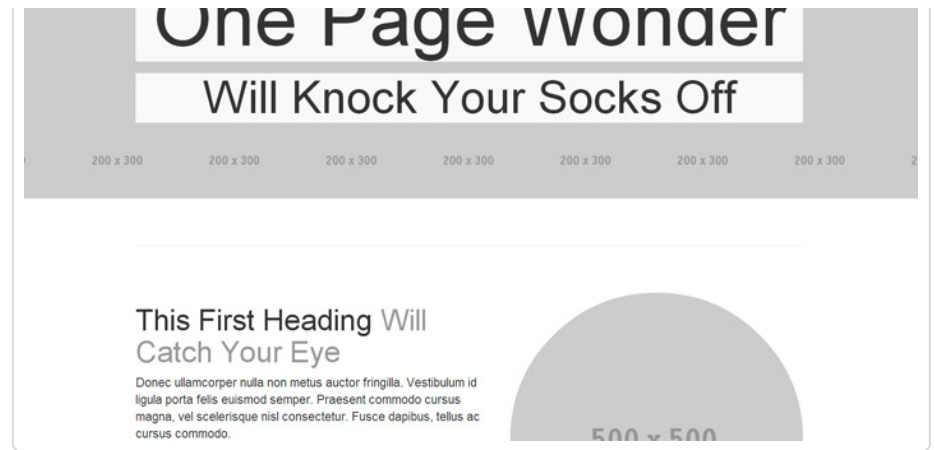 One Page Wonder
Will Knock Your Socks Off
200 x 300 200 x 300 200 x 300 200 x 300 200 x 300 200 x 300 200 x 300 2
This First Heading Will
Catch Your Eye
Donec ullamcorper nulla non metus auctor fringilla. Vestibulum id
ligula porta felis euismod semper. Praesent commodo cursus
magna, vel scelerisque nisl consectetur. Fusce dapibus, tellus ac
cursus commodo.
500 x 500